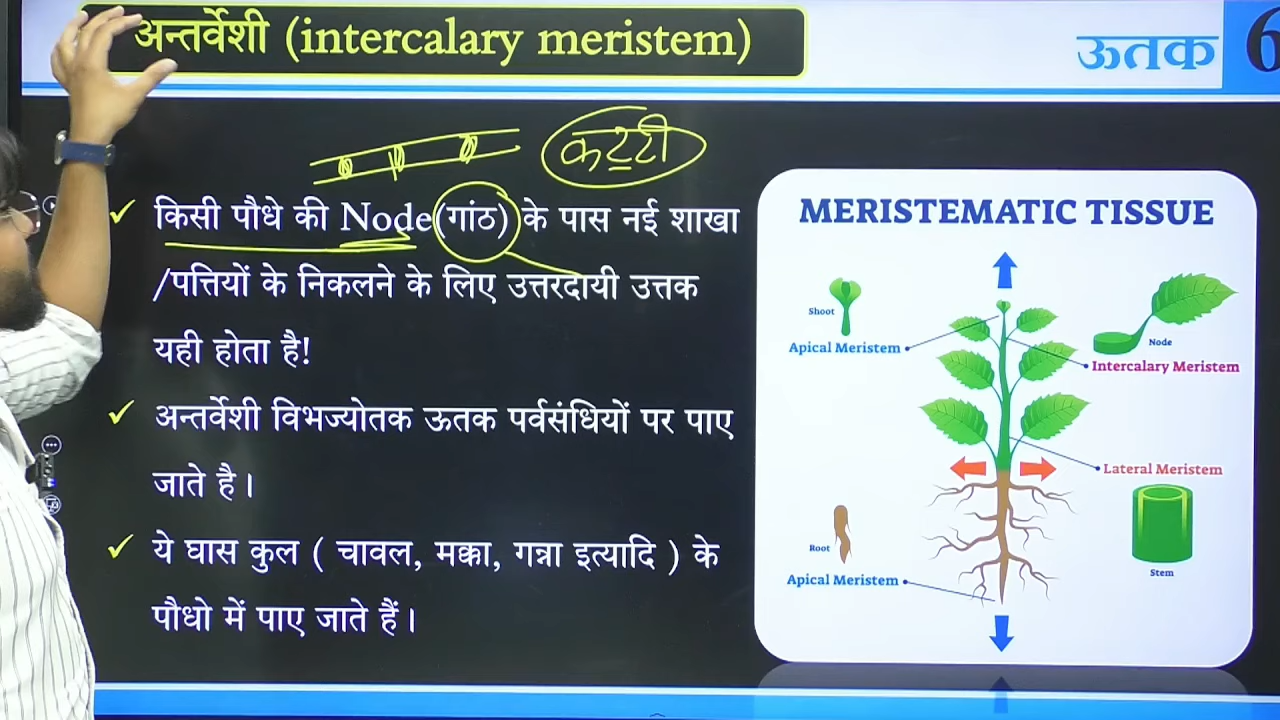 अन्तर्वेशी (intercalary meristem)
ऊतक
6
कट्टी
किसी पौधे की Node(गांठ) के पास नई शाखा
/पत्तियों के निकलने के लिए उत्तरदायी उत्तक
यही होता है!
अन्तर्वेशी विभज्योतक ऊतक पर्वसंधियों पर पाए
जाते है।
ये घास कुल ( चावल, मक्का, गन्ना इत्यादि ) के
पौधो में पाए जाते हैं।
MERISTEMATIC TISSUE
Shoot
Apical Meristem
Node
Intercalary Meristem
Lateral Meristem
Root
Apical Meristem
Stem